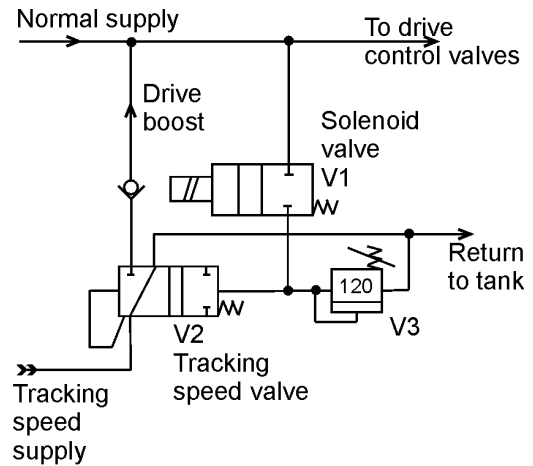 Normal supply
To drive
control valves
Drive
boost
Solenoid
valve
V1
Return
to tank
120
V3
V2
Tracking
speed valve
Tracking
speed
supply